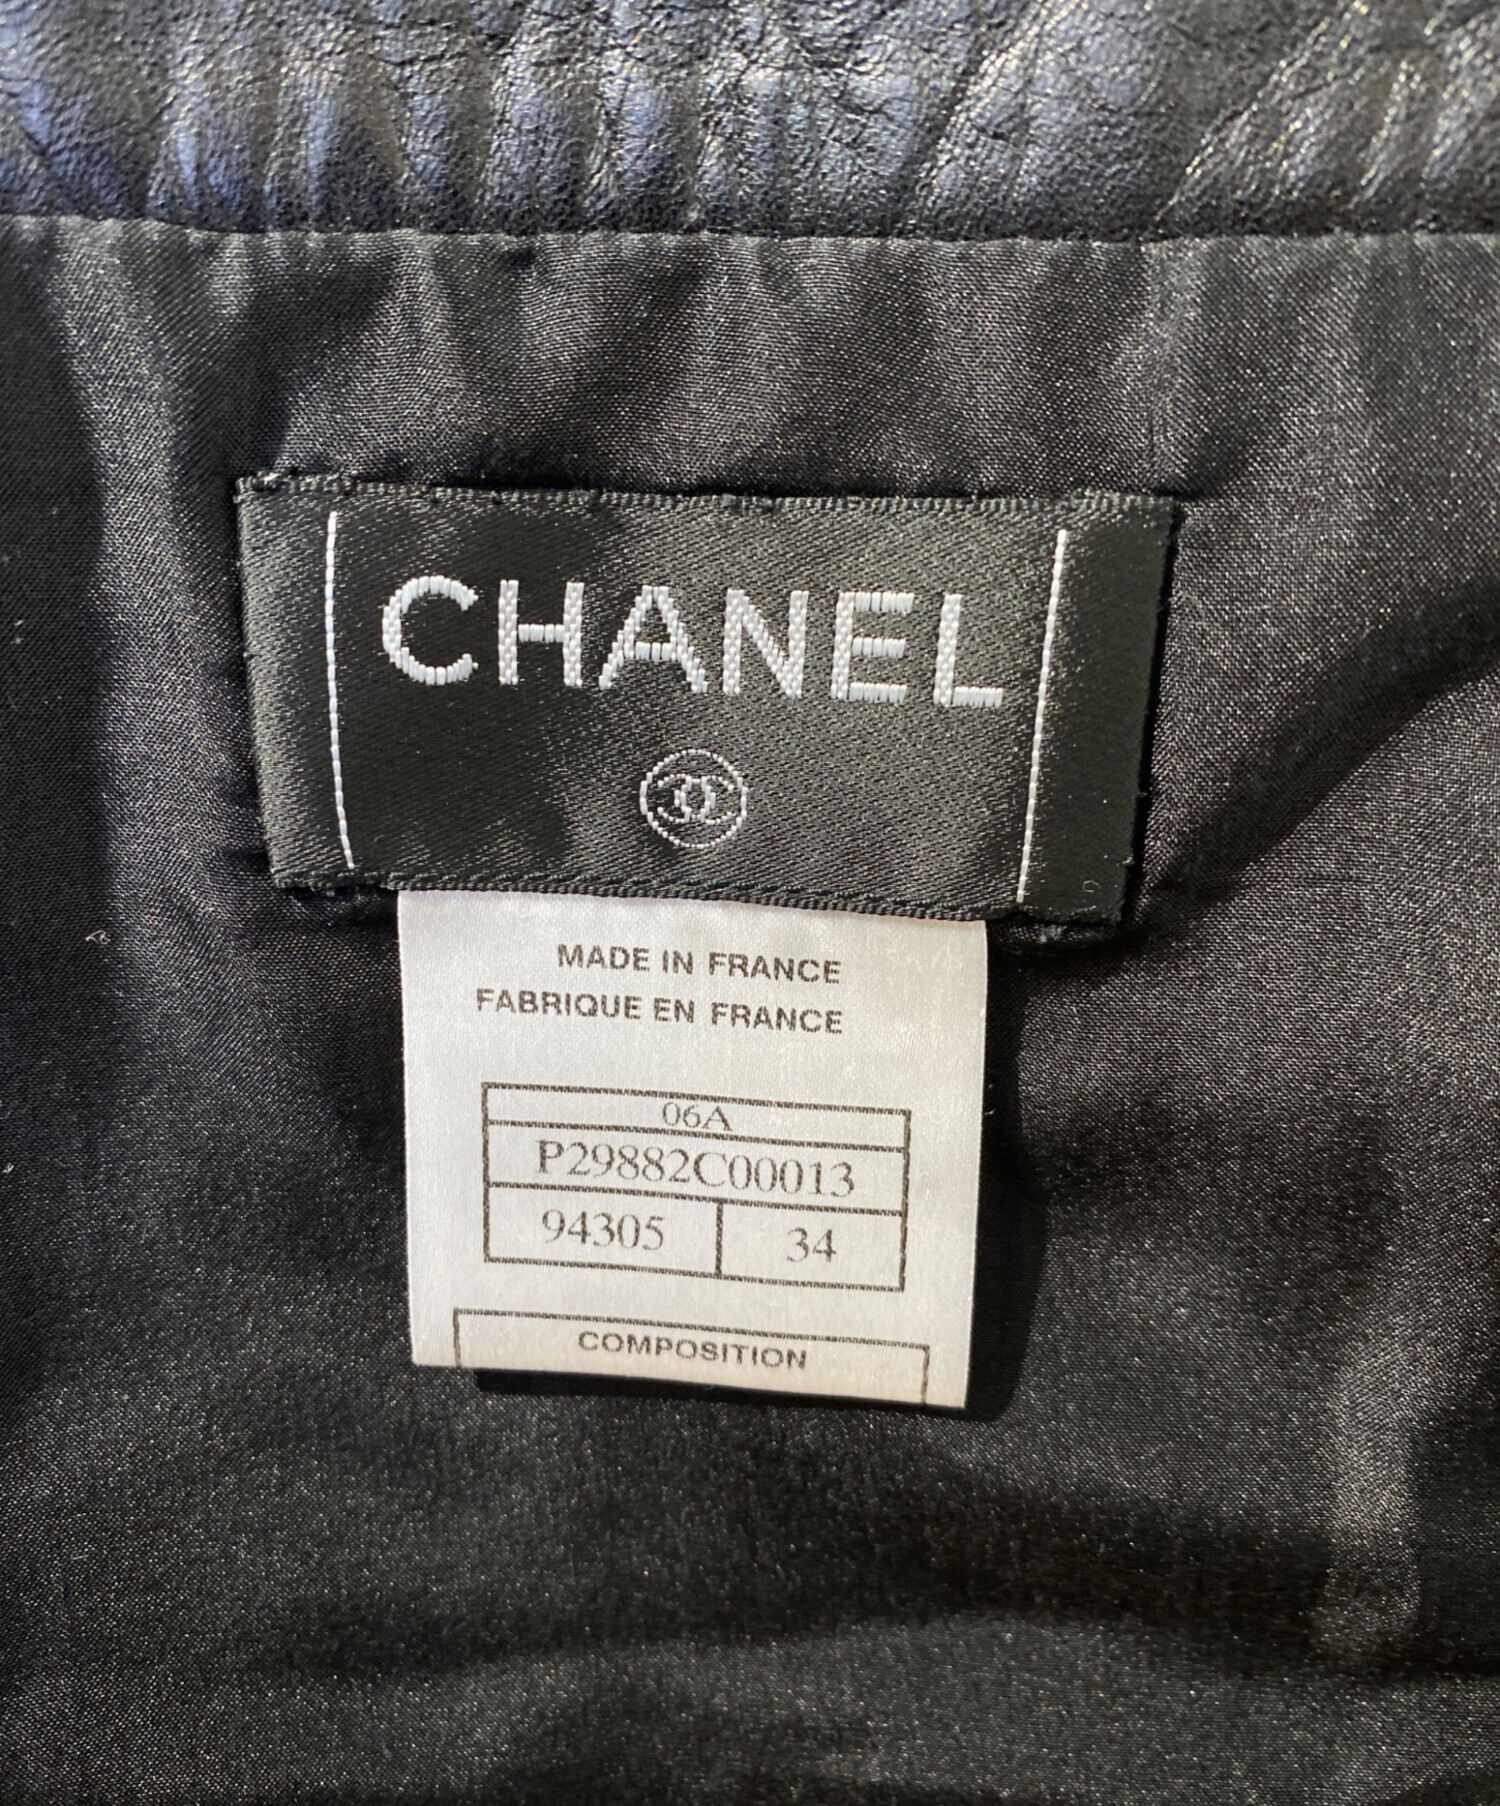 CHANEL
MADE IN FRANCE
FABRIQUE EN FRANCE
06A
P29882C00013
94305 34
COMPOSITION